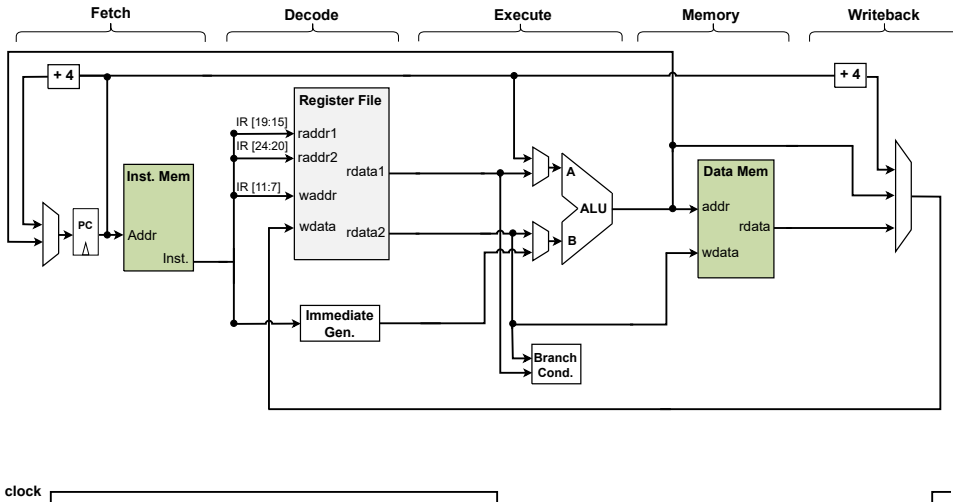 Fetch
Decode
Execute
Memory
Writeback
+ 4
+ 4
Register File
IR [19:15]
raddr1
IR [24:20]
raddr2
rdata1
IR [11:7]
waddr
wdata
rdata2
Inst. Mem
Addr
Inst.
PC
A
ALU
B
Data Mem
addr
rdata
wdata
Immediate
Gen.
Branch
Cond.
clock